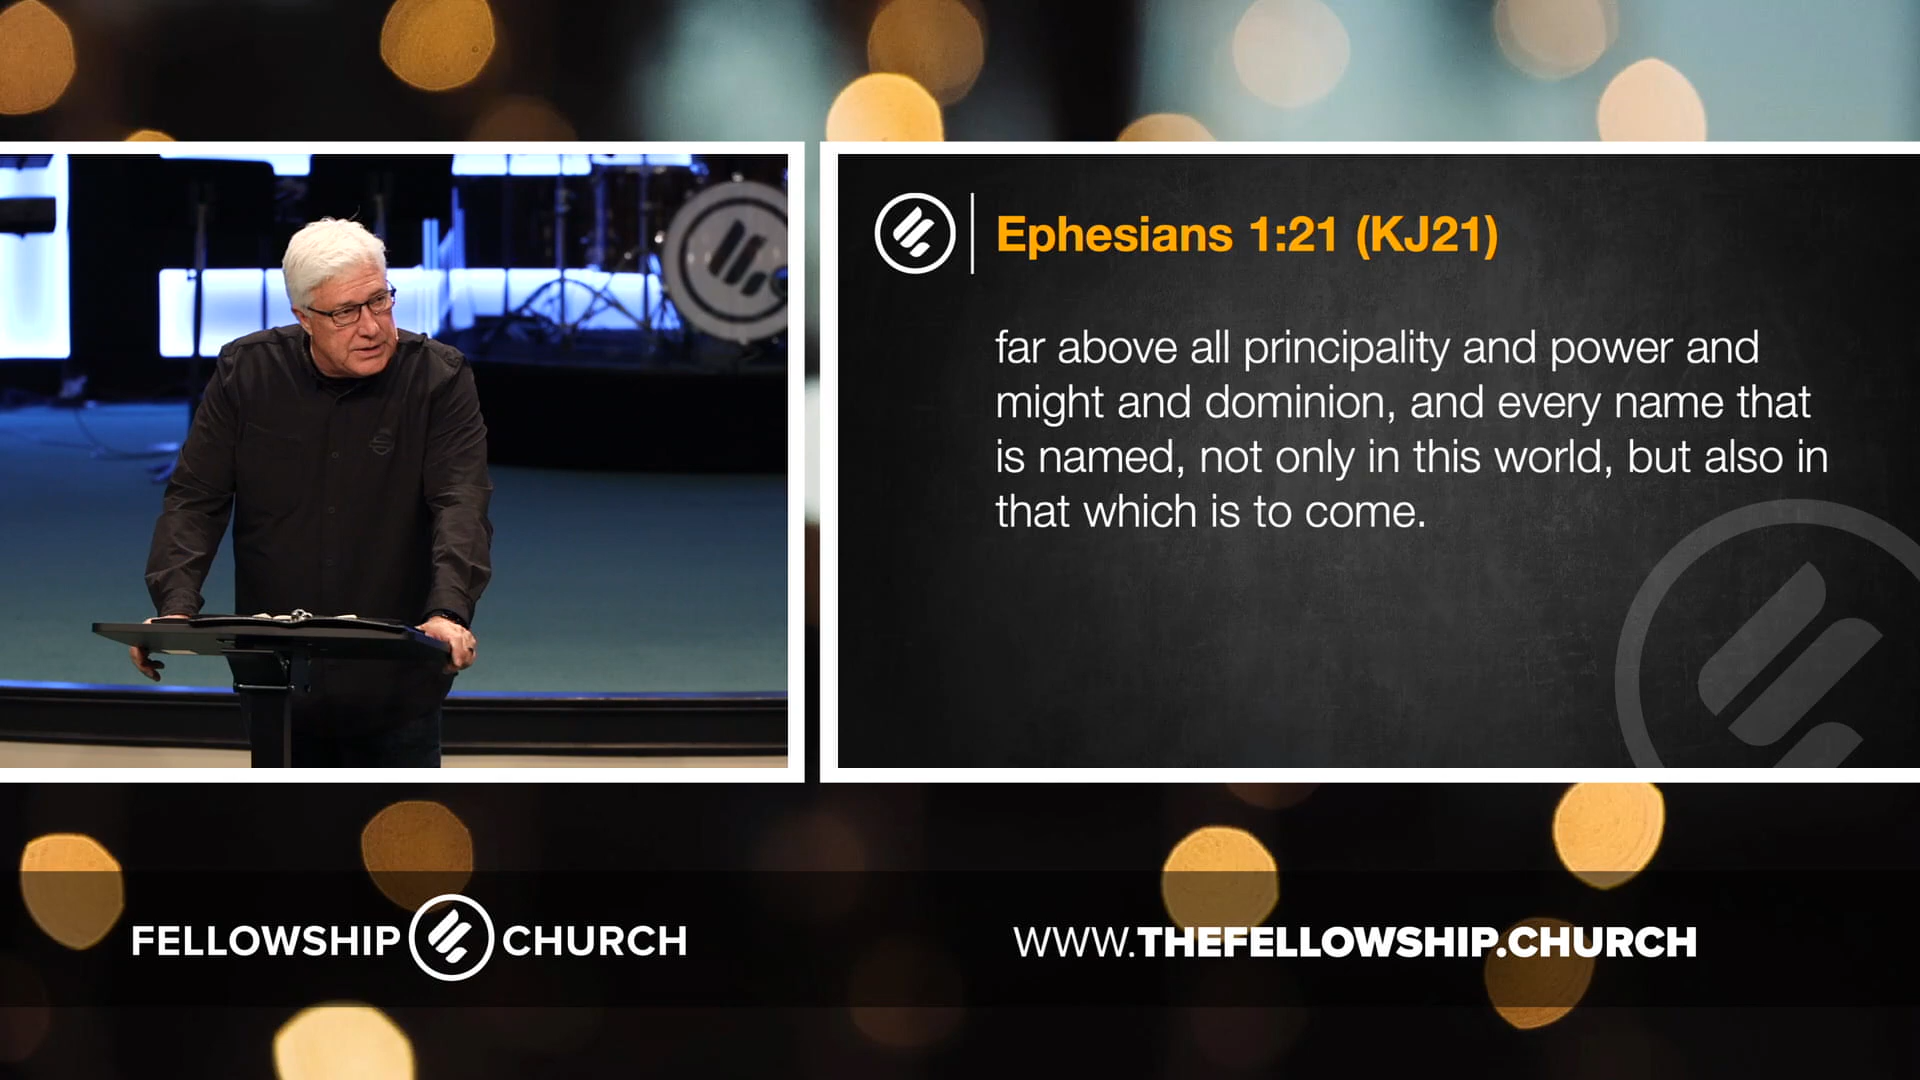 Ephesians 1:21 (KJ21)
far above all principality and power and
might and dominion, and every name that
is named, not only in this world, but also in
that which is to come.
FELLOWSHIP CHURCH
WWW.THEFELLOWSHIP.CHURCH